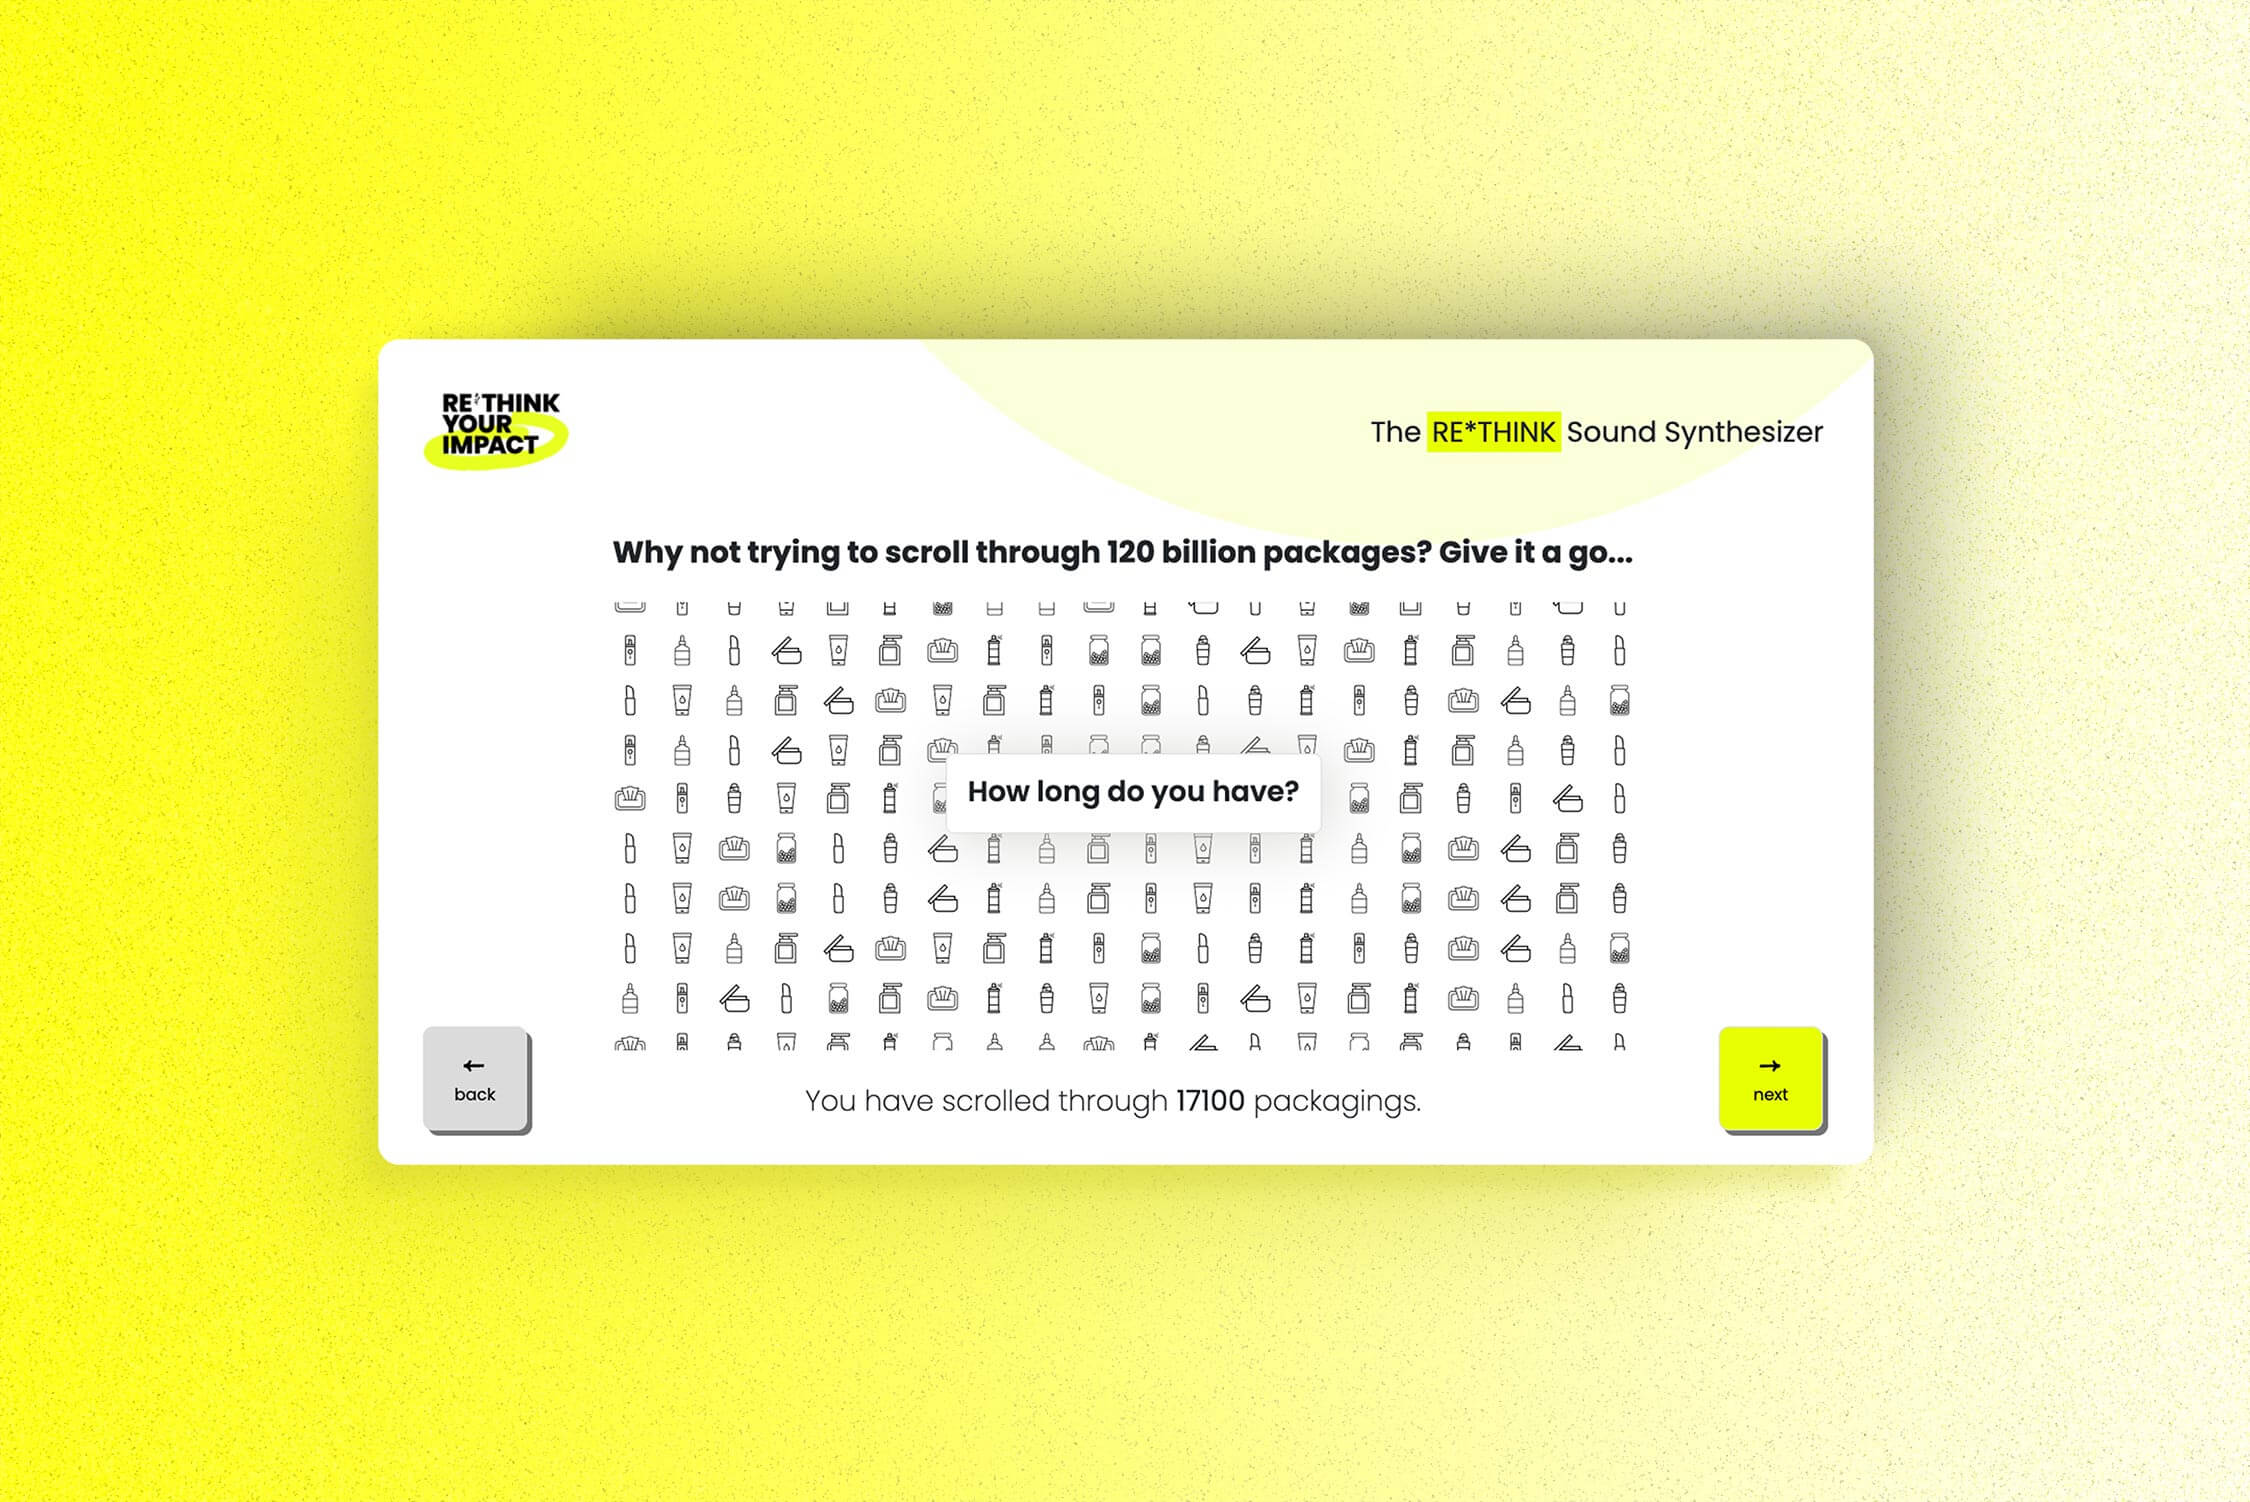 RE*THINK
YOUR
IMPACT
The RE*THINK Sound Synthesizer
Why not trying to scroll through 120 billion packages? Give it a go...
How long do you have?
← back
You have scrolled through 17100 packagings.
→ next